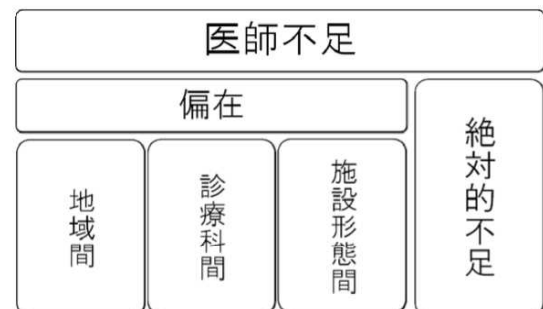 医師不足
偏在
地域間
診療科間
施設形態間
絶対的不足